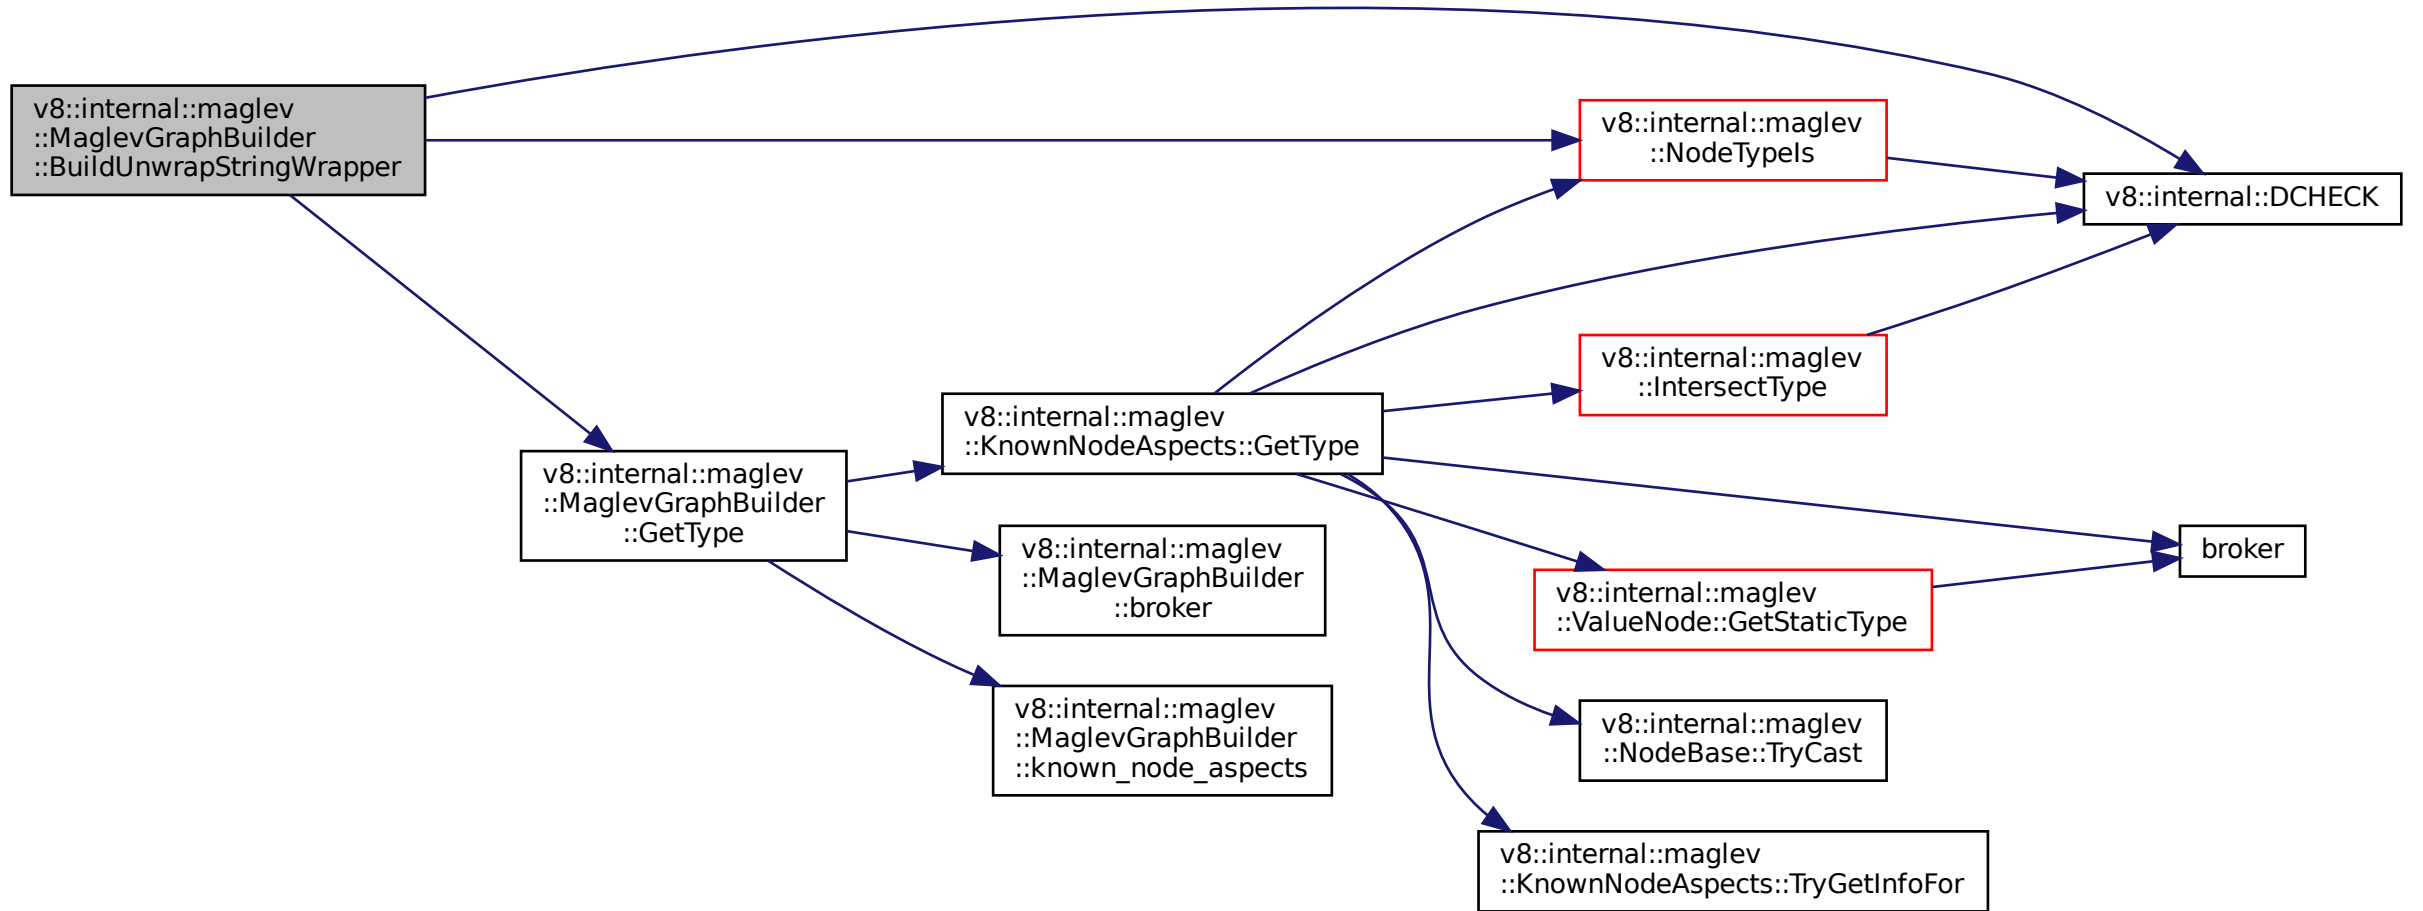 v8::internal::maglev
::MaglevGraphBuilder
::BuildUnwrapStringWrapper
v8::internal::maglev
::NodeTypeIs
v8::internal::DCHECK
v8::internal::maglev
::IntersectType
v8::internal::maglev
::KnownNodeAspects::GetType
v8::internal::maglev
::MaglevGraphBuilder
::GetType
v8::internal::maglev
::MaglevGraphBuilder
::broker
broker
v8::internal::maglev
::ValueNode::GetStaticType
v8::internal::maglev
::MaglevGraphBuilder
::known_node_aspects
v8::internal::maglev
::NodeBase::TryCast
v8::internal::maglev
::KnownNodeAspects::TryGetInfoFor